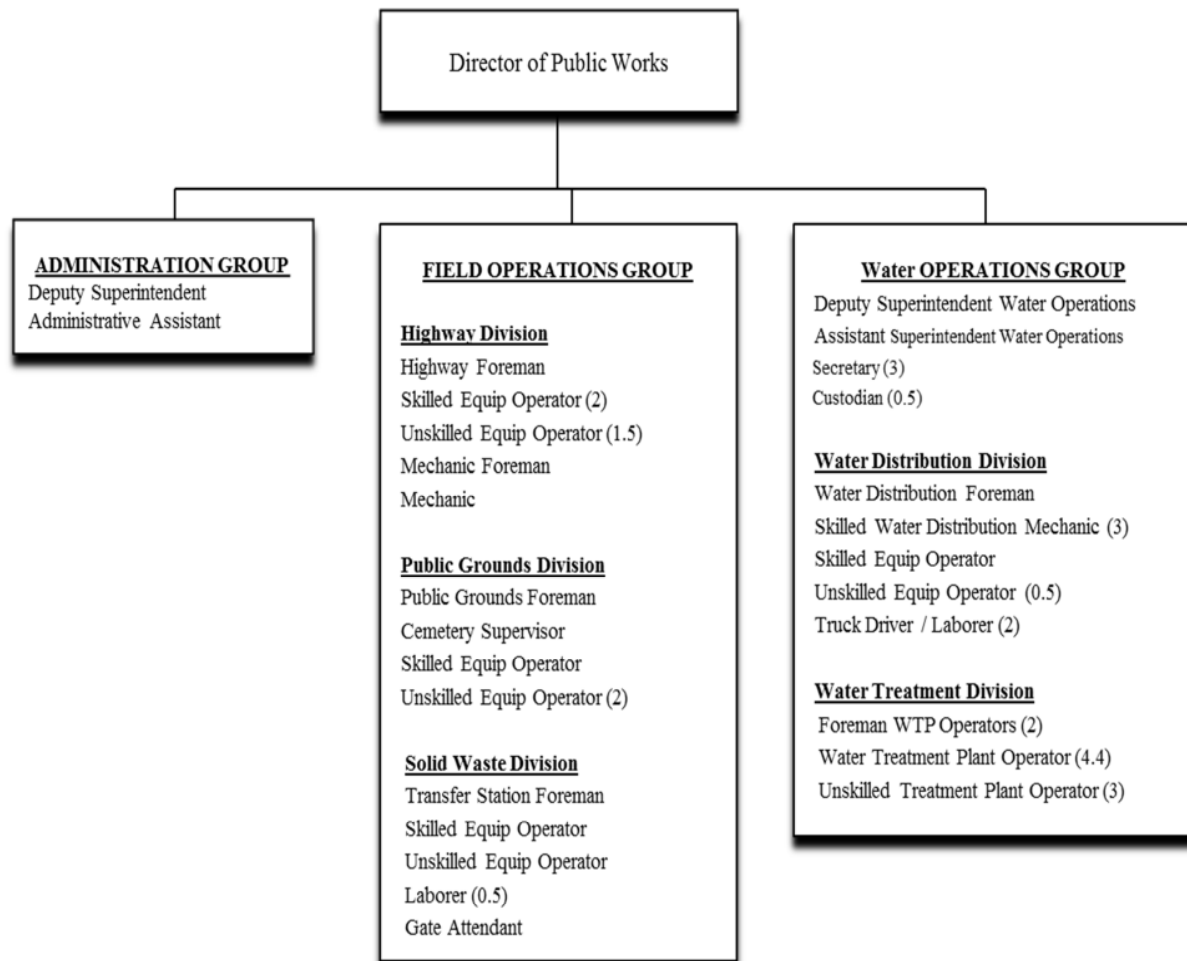 Director of Public Works
ADMINISTRATION GROUP
Deputy Superintendent
Administrative Assistant
FIELD OPERATIONS GROUP
Highway Division
Highway Foreman
Skilled Equip Operator (2)
Unskilled Equip Operator (1.5)
Mechanic Foreman
Mechanic
Public Grounds Division
Public Grounds Foreman
Cemetery Supervisor
Skilled Equip Operator
Unskilled Equip Operator (2)
Solid Waste Division
Transfer Station Foreman
Skilled Equip Operator
Unskilled Equip Operator
Laborer (0.5)
Gate Attendant
Water OPERATIONS GROUP
Deputy Superintendent Water Operations
Assistant Superintendent Water Operations
Secretary (3)
Custodian (0.5)
Water Distribution Division
Water Distribution Foreman
Skilled Water Distribution Mechanic (3)
Skilled Equip Operator
Unskilled Equip Operator (0.5)
Truck Driver / Laborer (2)
Water Treatment Division
Foreman WTP Operators (2)
Water Treatment Plant Operator (4.4)
Unskilled Treatment Plant Operator (3)